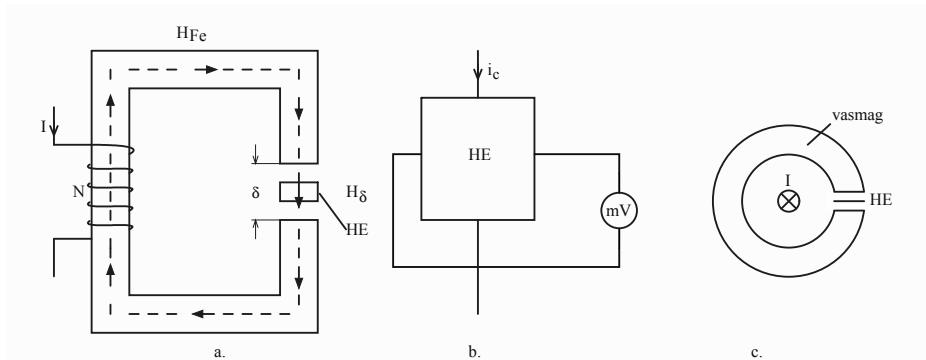 H_Fe
I
N
δ
H_δ
HE
a.
i_c
HE
mV
b.
vasmag
I
HE
c.